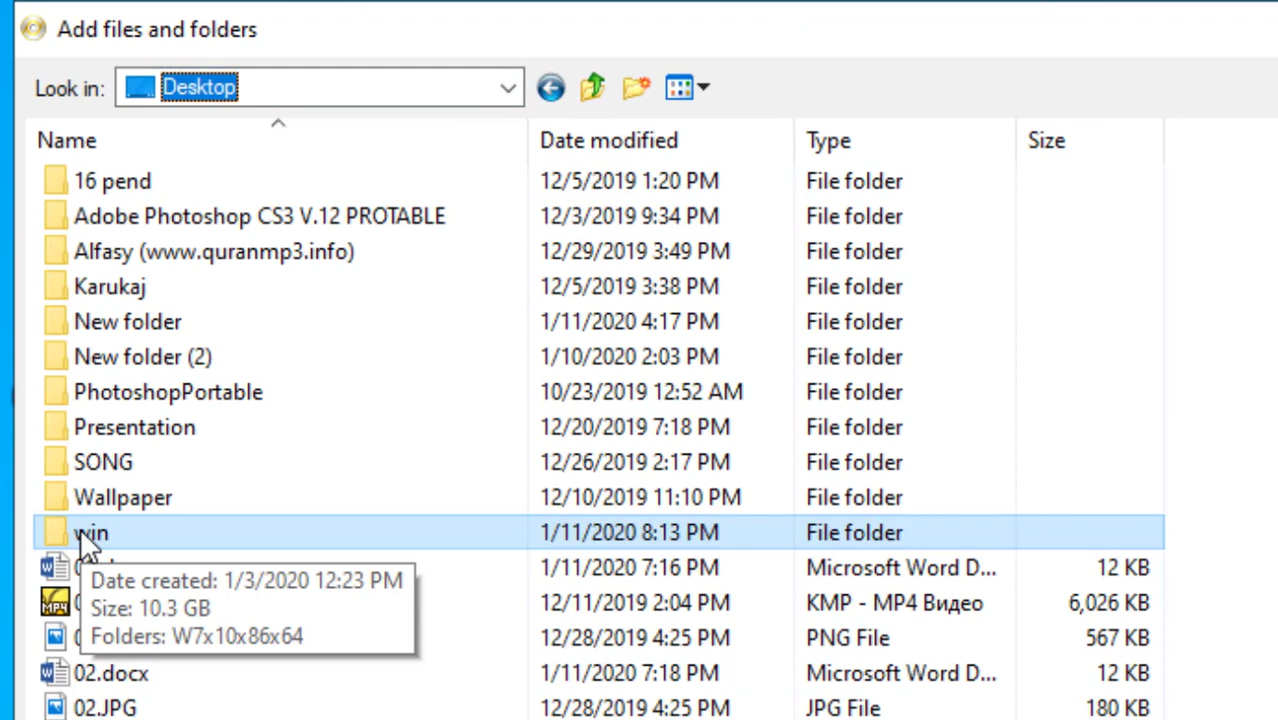 Add files and folders
Look in: Desktop
Name Date modified Type Size
16 pend 12/5/2019 1:20 PM File folder
Adobe Photoshop CS3 V.12 PROTABLE 12/3/2019 9:34 PM File folder
Alfasy (www.quranmp3.info) 12/29/2019 3:49 PM File folder
Karukaj 12/5/2019 3:38 PM File folder
New folder 1/11/2020 4:17 PM File folder
New folder (2) 1/10/2020 2:03 PM File folder
PhotoshopPortable 10/23/2019 12:52 AM File folder
Presentation 12/20/2019 7:18 PM File folder
SONG 12/26/2019 2:17 PM File folder
Wallpaper 12/10/2019 11:10 PM File folder
win 1/11/2020 8:13 PM File folder
1/11/2020 7:16 PM Microsoft Word D... 12 KB
Date created: 1/3/2020 12:23 PM
MP4 12/11/2019 2:04 PM KMP - MP4 Видео 6,026 KB
Size: 10.3 GB
12/28/2019 4:25 PM PNG File 567 KB
Folders: W7x10x86x64
02.docx 1/11/2020 7:18 PM Microsoft Word D... 12 KB
02.JPG 12/28/2019 4:25 PM JPG File 180 KB